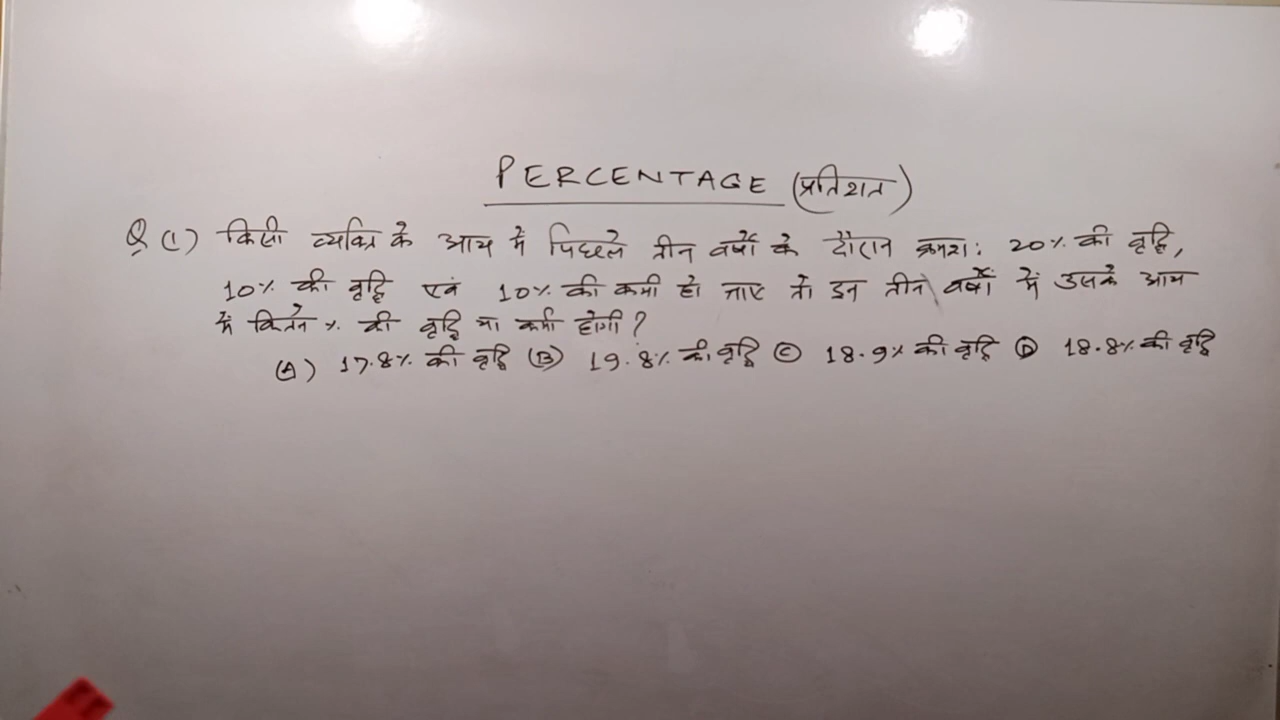 PERCENTAGE (प्रतिशत)
Q (1) किसी व्यक्ति के आय में पिछले तीन वर्षों के दौरान क्रमशः 20% की वृद्धि,
10% की वृद्धि एवं 10% की कमी हो जाए तो इन तीन वर्षों में उसके आय
में कितने % की वृद्धि या कमी होगी?
(A) 17.8% की वृद्धि (B) 19.8% की वृद्धि (C) 18.9% की वृद्धि (D) 18.8% की वृद्धि